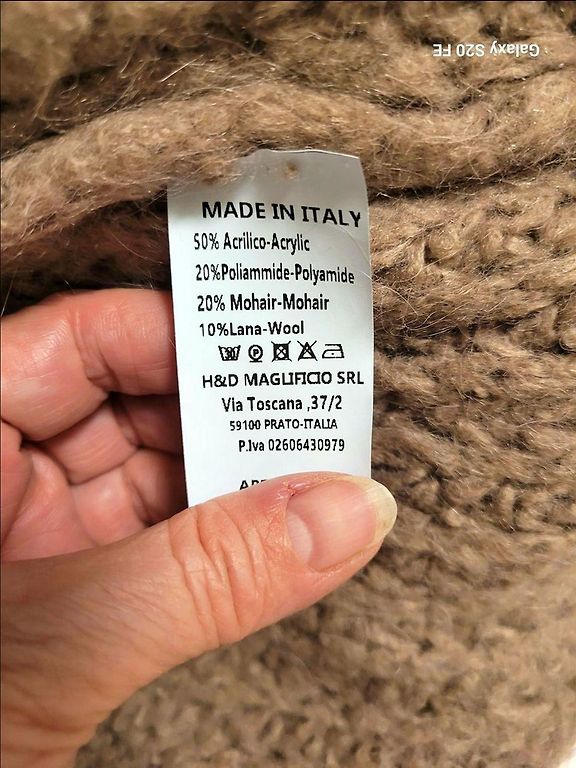 Galaxy S20 FE
MADE IN ITALY
50% Acrilico-Acrylic
20%Poliammide-Polyamide
20% Mohair-Mohair
10%Lana-Wool
H&D MAGLIFICIO SRL
Via Toscana ,37/2
59100 PRATO-ITALIA
P.Iva 02606430979